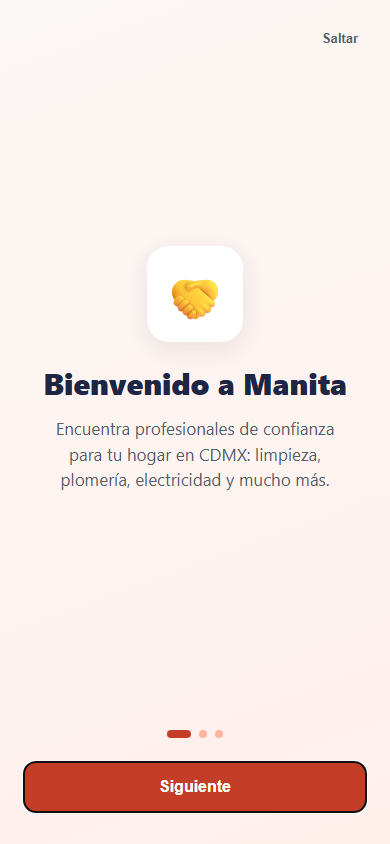 Saltar
Bienvenido a Manita
Encuentra profesionales de confianza
para tu hogar en CDMX: limpieza,
plomería, electricidad y mucho más.
Siguiente